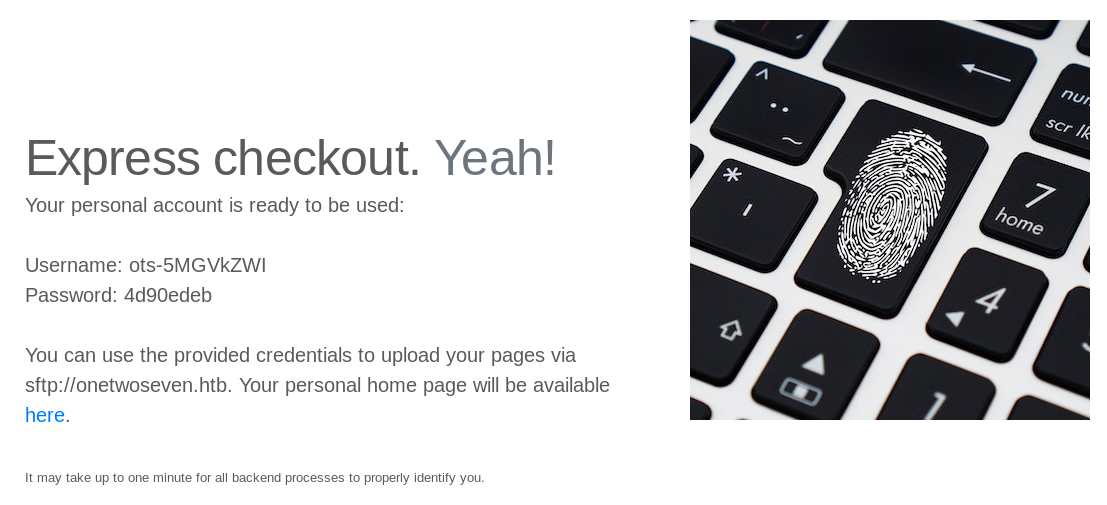 Express checkout. Yeah!
Your personal account is ready to be used:
Username: ots-5MGVkZWI
Password: 4d90edeb
You can use the provided credentials to upload your pages via
sftp://onetwoseven.htb. Your personal home page will be available
here.
It may take up to one minute for all backend processes to properly identify you.
^
¨
~
*
'
num
scr lk
7
home
4
1